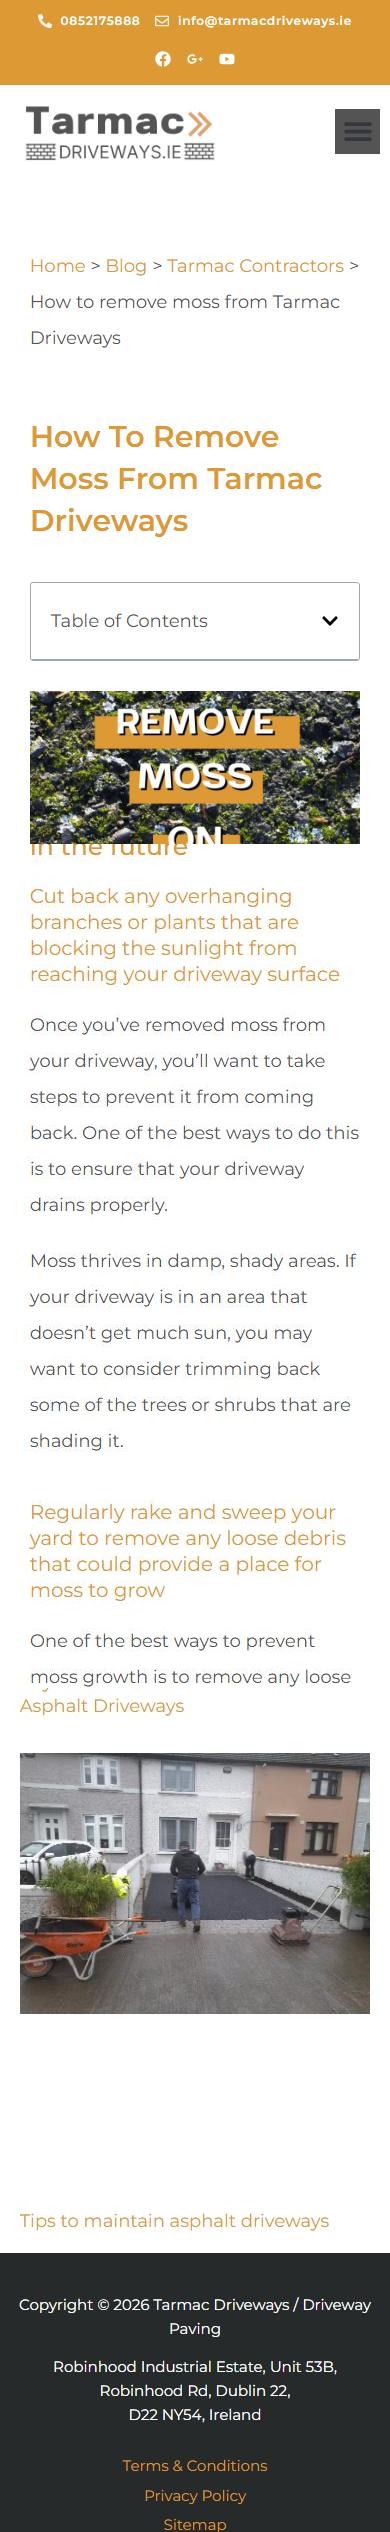 0852175888 info@tarmacdriveways.ie
Tarmac
DRIVEWAYS.IE
Home > Blog > Tarmac Contractors >
How to remove moss from Tarmac
Driveways
How To Remove
Moss From Tarmac
Driveways
Table of Contents
REMOVE
MOSS
ON
in the future
Cut back any overhanging
branches or plants that are
blocking the sunlight from
reaching your driveway surface
Once you’ve removed moss from
your driveway, you’ll want to take
steps to prevent it from coming
back. One of the best ways to do this
is to ensure that your driveway
drains properly.
Moss thrives in damp, shady areas. If
your driveway is in an area that
doesn’t get much sun, you may
want to consider trimming back
some of the trees or shrubs that are
shading it.
Regularly rake and sweep your
yard to remove any loose debris
that could provide a place for
moss to grow
One of the best ways to prevent
moss growth is to remove any loose
Asphalt Driveways
Tips to maintain asphalt driveways
Copyright © 2026 Tarmac Driveways / Driveway
Paving
Robinhood Industrial Estate, Unit 53B,
Robinhood Rd, Dublin 22,
D22 NY54, Ireland
Terms & Conditions
Privacy Policy
Sitemap